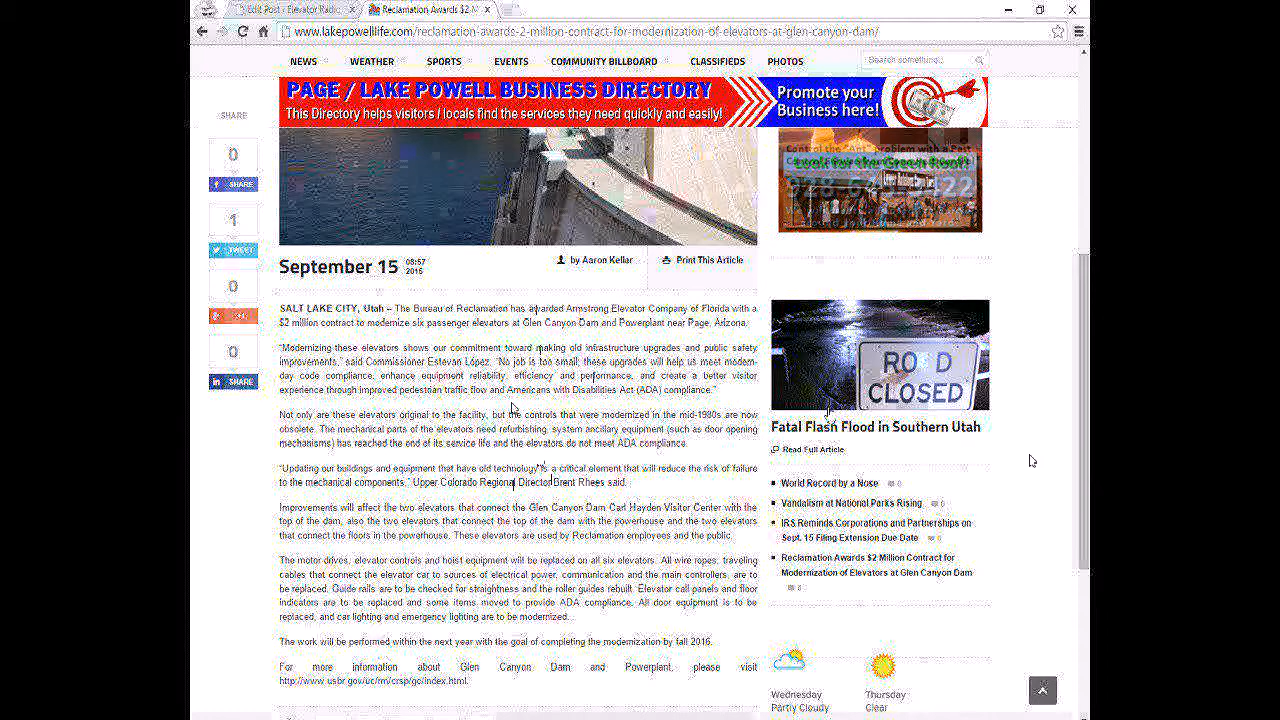 Edit Post - Elevator Radio
Reclamation Awards $2 M
www.lakepowelllife.com/reclamation-awards-2-million-contract-for-modernization-of-elevators-at-glen-canyon-dam/
NEWS WEATHER SPORTS EVENTS COMMUNITY BILLBOARD CLASSIFIEDS PHOTOS Search something...
PAGE / LAKE POWELL BUSINESS DIRECTORY
This Directory helps visitors / locals find the services they need quickly and easily!
Promote your
Business here!
SHARE
0
SHARE
1
TWEET
0
0
SHARE
September 15 08:57
2015
by Aaron Kellar
Print This Article
SALT LAKE CITY, Utah – The Bureau of Reclamation has awarded Armstrong Elevator Company of Florida with a
$2 million contract to modernize six passenger elevators at Glen Canyon Dam and Powerplant near Page, Arizona.
"Modernizing these elevators shows our commitment toward making old infrastructure upgrades and public safety
improvements," said Commissioner Estevan López. "No job is too small; these upgrades will help us meet modern-
day code compliance, enhance equipment reliability, efficiency and performance, and create a better visitor
experience through improved pedestrian traffic flow and Americans with Disabilities Act (ADA) compliance."
Not only are these elevators original to the facility, but the controls that were modernized in the mid-1980s are now
obsolete. The mechanical parts of the elevators need refurbishing, system ancillary equipment (such as door opening
mechanisms) has reached the end of its service life and the elevators do not meet ADA compliance.
"Updating our buildings and equipment that have old technology is a critical element that will reduce the risk of failure
to the mechanical components," Upper Colorado Regional Director Brent Rhees said.
Improvements will affect the two elevators that connect the Glen Canyon Dam Carl Hayden Visitor Center with the
top of the dam, also the two elevators that connect the top of the dam with the powerhouse and the two elevators
that connect the floors in the powerhouse. These elevators are used by Reclamation employees and the public.
The motor drives, elevator controls and hoist equipment will be replaced on all six elevators. All wire ropes, traveling
cables that connect the elevator car to sources of electrical power, communication and the main controllers, are to
be replaced. Guide rails are to be checked for straightness and the roller guides rebuilt. Elevator call panels and floor
indicators are to be replaced and some items moved to provide ADA compliance. All door equipment is to be
replaced, and car lighting and emergency lighting are to be modernized.
The work will be performed within the next year with the goal of completing the modernization by fall 2016.
For more information about Glen Canyon Dam and Powerplant, please visit
http://www.usbr.gov/uc/rm/crsp/gc/index.html.
ROAD
CLOSED
Fatal Flash Flood in Southern Utah
Read Full Article
World Record by a Nose 0
Vandalism at National Parks Rising 0
IRS Reminds Corporations and Partnerships on
Sept. 15 Filing Extension Due Date 0
Reclamation Awards $2 Million Contract for
Modernization of Elevators at Glen Canyon Dam
Wednesday
Partly Cloudy
Thursday
Clear